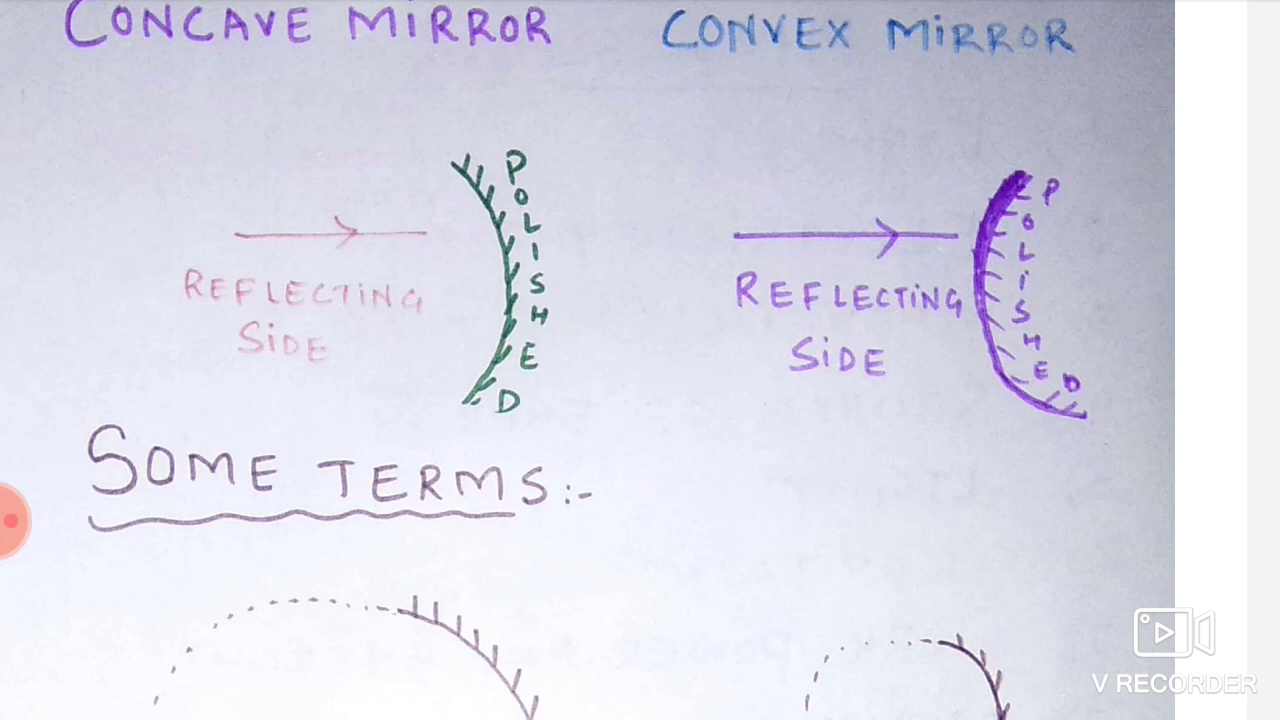 CONCAVE MIRROR
CONVEX MIRROR
REFLECTING
SIDE
POLISHED
REFLECTING
SIDE
POLISHED
SOME TERMS:-
V RECORDER